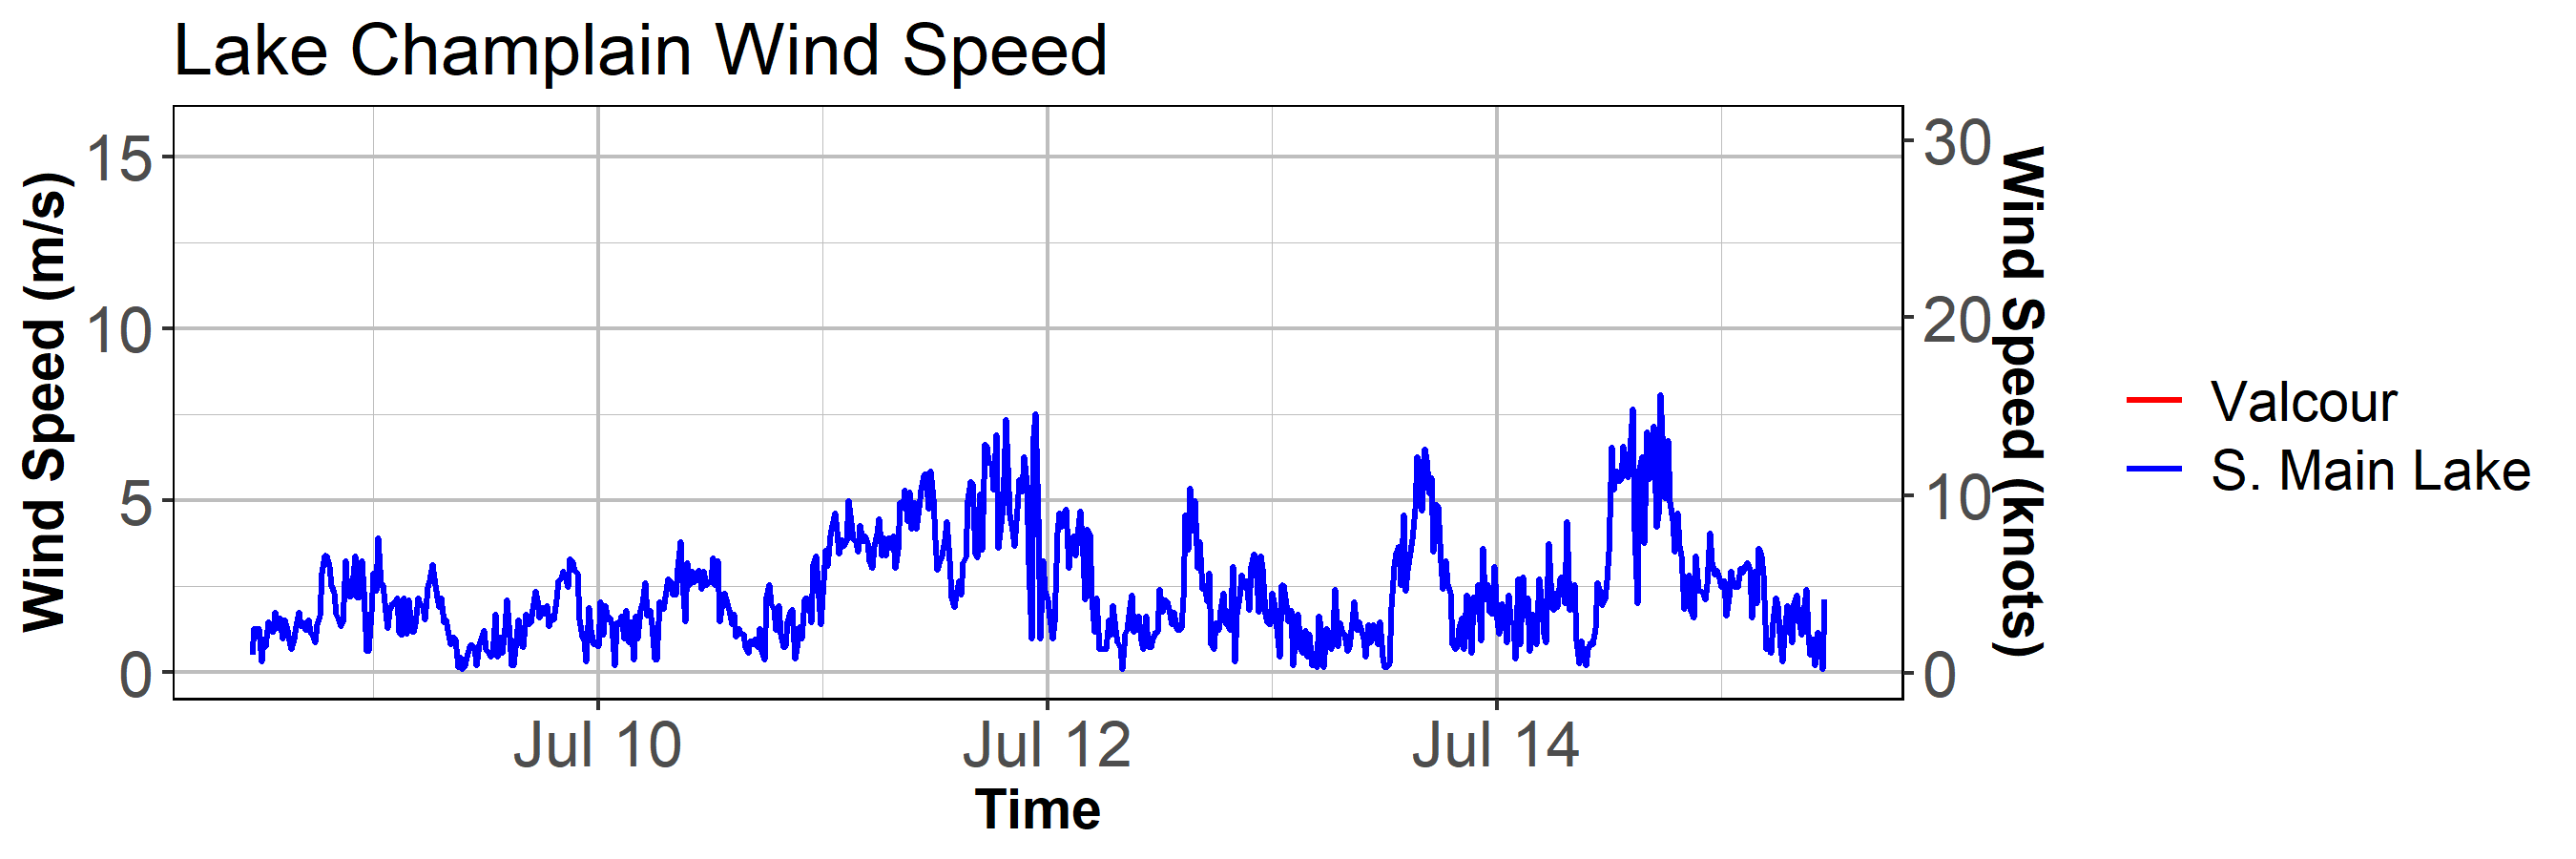 Lake Champlain Wind Speed
Wind Speed (m/s)
15
10
5
0
30
20
10
0
Wind Speed (knots)
Jul 10
Jul 12
Jul 14
Time
Valcour
S. Main Lake